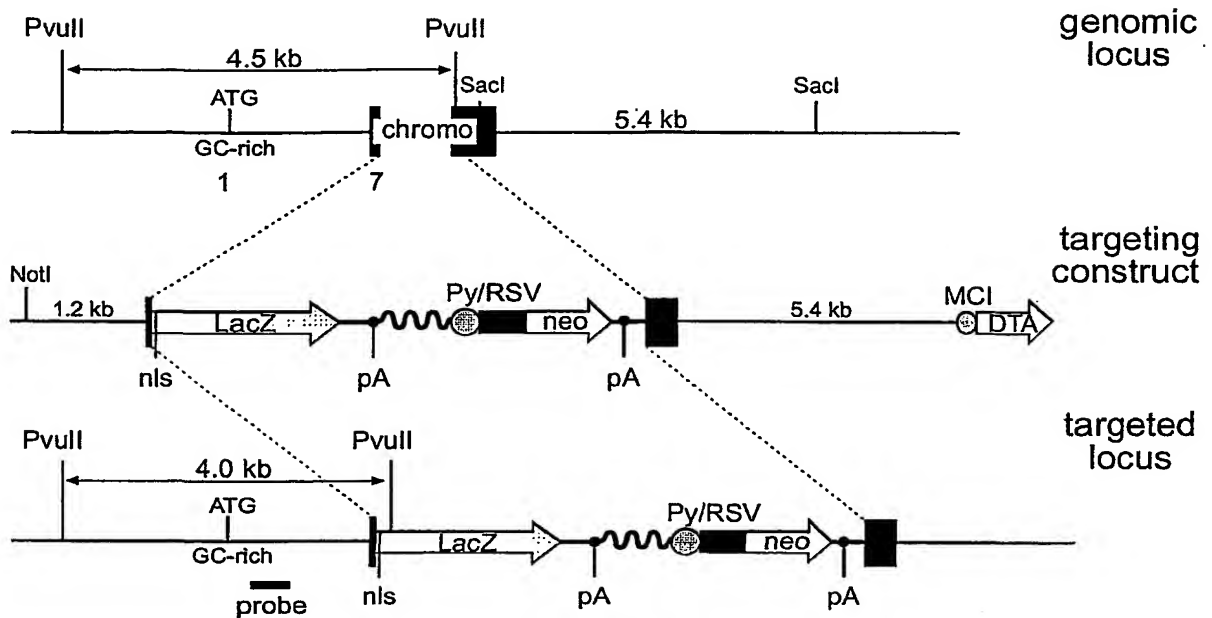 PvuII PvuII genomic
locus
4.5 kb
SacI SacI
ATG
chromo 5.4 kb
GC-rich
1 7
targeting
construct
NotI
1.2 kb Py/RSV 5.4 kb MCI
LacZ neo DTA
nls pA pA
PvuII PvuII targeted
locus
4.0 kb
ATG Py/RSV
GC-rich LacZ neo
probe nls pA pA